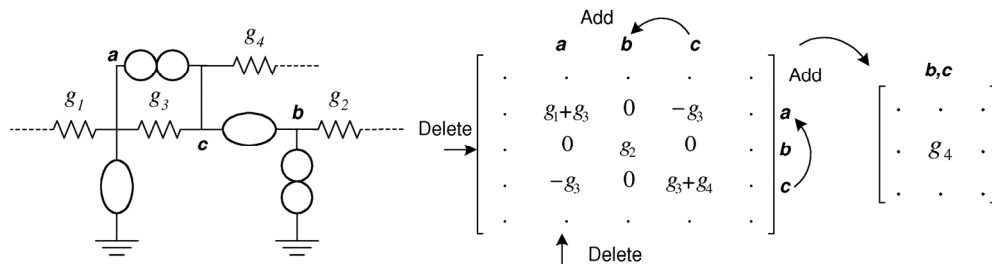 a
g4
g1
g3
b
g2
c
Add
a b c
Add
. . . . .
. g1+g3 0 −g3 . a
Delete
. 0 g2 0 . b
. −g3 0 g3+g4 . c
. . . . .
Delete
b,c
. . .
. g4 .
. . .